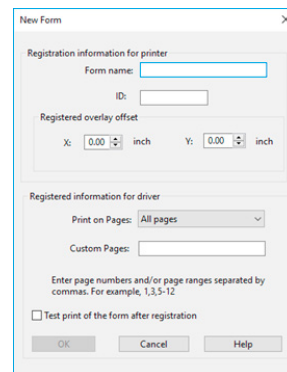 New Form
Registration information for printer
Form name:
ID:
Registered overlay offset
X: 0.00 inch Y: 0.00 inch
Registered information for driver
Print on Pages: All pages
Custom Pages:
Enter page numbers and/or page ranges separated by
commas. For example, 1,3,5-12
Test print of the form after registration
OK Cancel Help